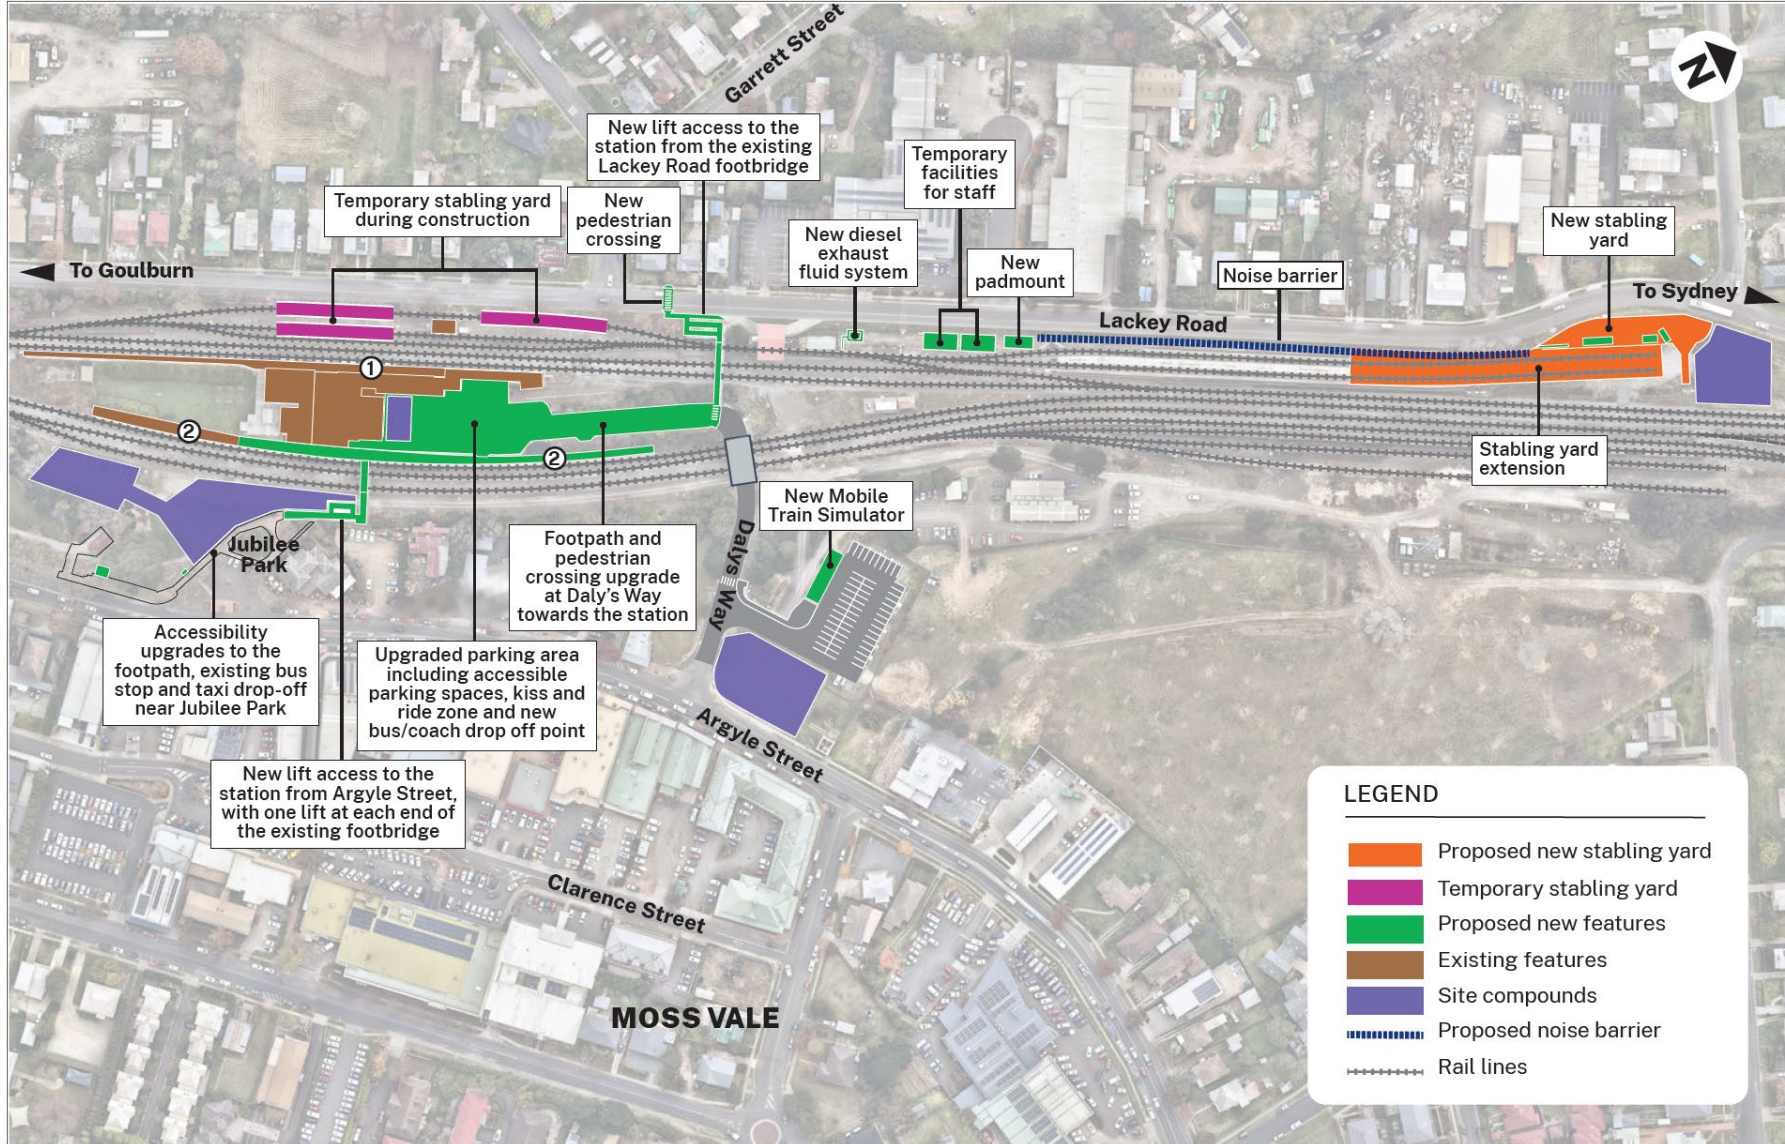 Garrett Street
N
New lift access to the
station from the existing
Lackey Road footbridge
Temporary
facilities
for staff
Temporary stabling yard
during construction
New
pedestrian
crossing
New diesel
exhaust
fluid system
New
padmount
Noise barrier
New stabling
yard
To Goulburn
To Sydney
Lackey Road
1
2
2
Stabling yard
extension
New Mobile
Train Simulator
Jubilee
Park
Footpath and
pedestrian
crossing upgrade
at Daly's Way
towards the station
Dalys Way
Accessibility
upgrades to the
footpath, existing bus
stop and taxi drop-off
near Jubilee Park
Upgraded parking area
including accessible
parking spaces, kiss and
ride zone and new
bus/coach drop off point
Argyle Street
New lift access to the
station from Argyle Street,
with one lift at each end of
the existing footbridge
Clarence Street
MOSS VALE
LEGEND
Proposed new stabling yard
Temporary stabling yard
Proposed new features
Existing features
Site compounds
Proposed noise barrier
Rail lines